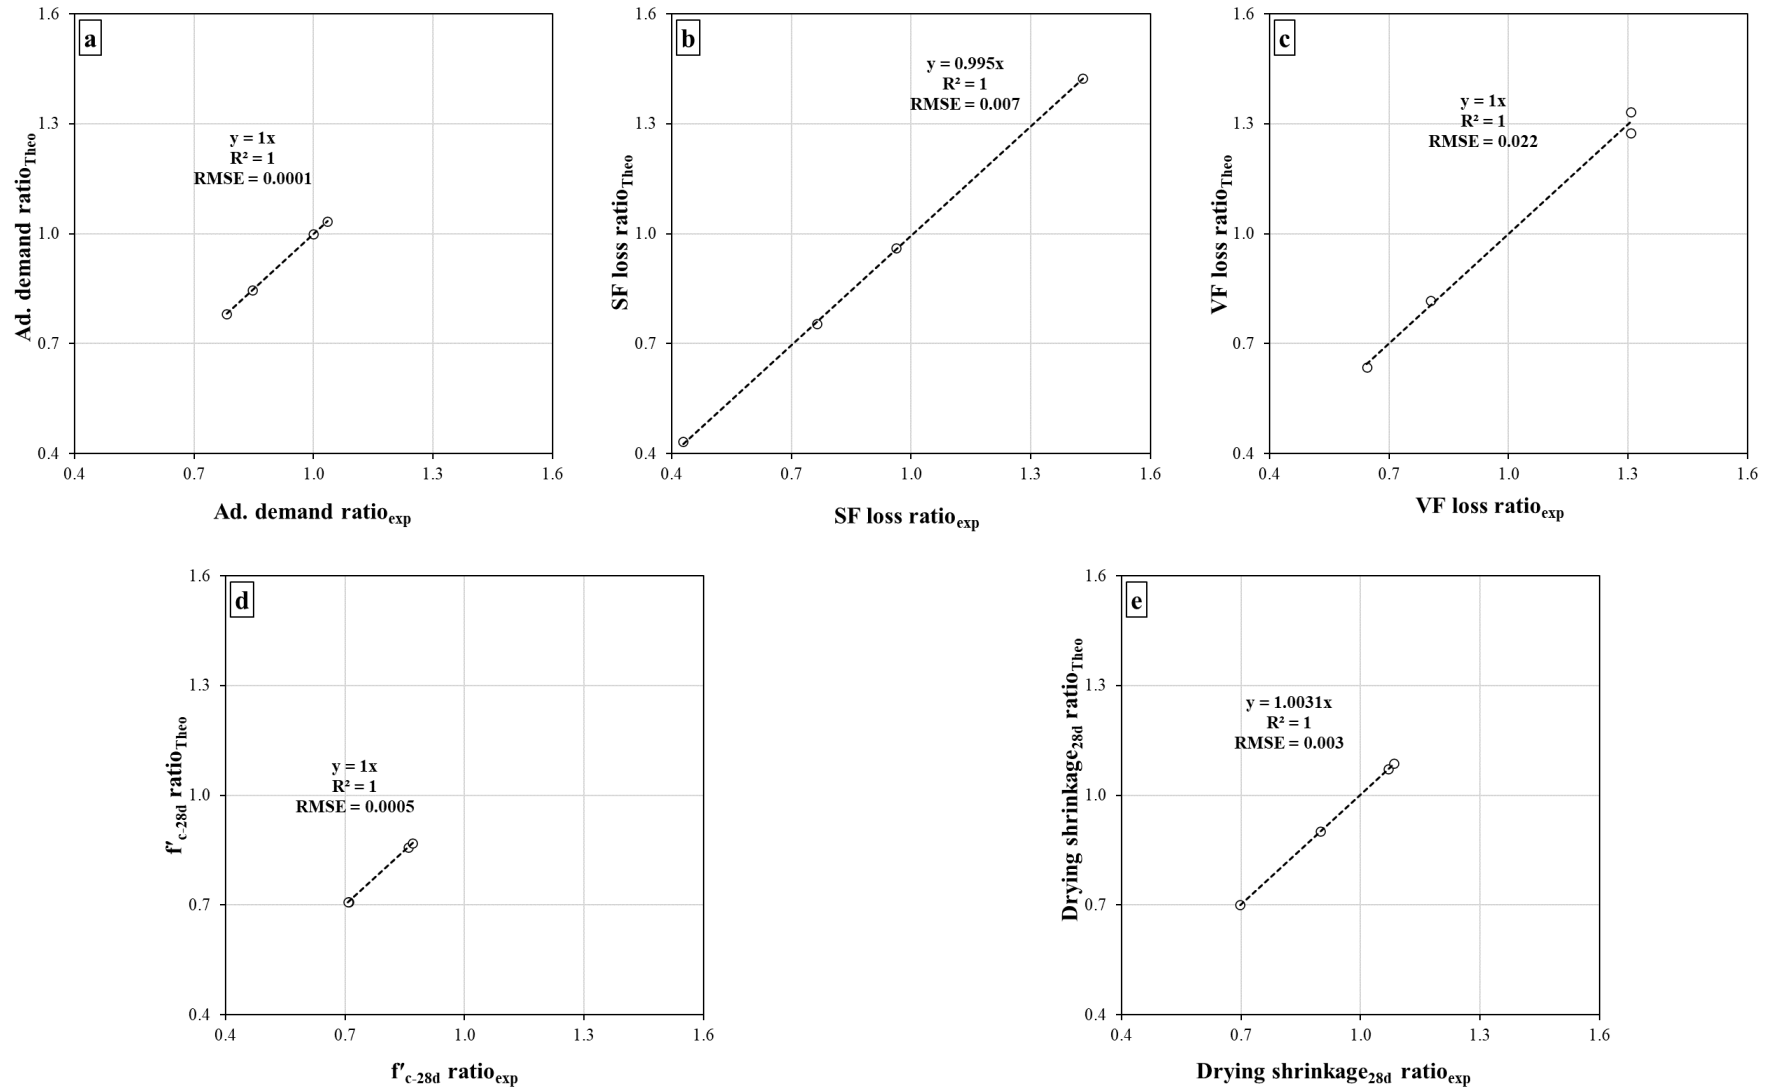 a
1.6
1.3
1.0
0.7
0.4
0.4 0.7 1.0 1.3 1.6
y = 1x
R² = 1
RMSE = 0.0001
Ad. demand ratioTheo
Ad. demand ratioexp
b
1.6
1.3
1.0
0.7
0.4
0.4 0.7 1.0 1.3 1.6
y = 0.995x
R² = 1
RMSE = 0.007
SF loss ratioTheo
SF loss ratioexp
c
1.6
1.3
1.0
0.7
0.4
0.4 0.7 1.0 1.3 1.6
y = 1x
R² = 1
RMSE = 0.022
VF loss ratioTheo
VF loss ratioexp
d
1.6
1.3
1.0
0.7
0.4
0.4 0.7 1.0 1.3 1.6
y = 1x
R² = 1
RMSE = 0.0005
f′c-28d ratioTheo
f′c-28d ratioexp
e
1.6
1.3
1.0
0.7
0.4
0.4 0.7 1.0 1.3 1.6
y = 1.0031x
R² = 1
RMSE = 0.003
Drying shrinkage28d ratioTheo
Drying shrinkage28d ratioexp